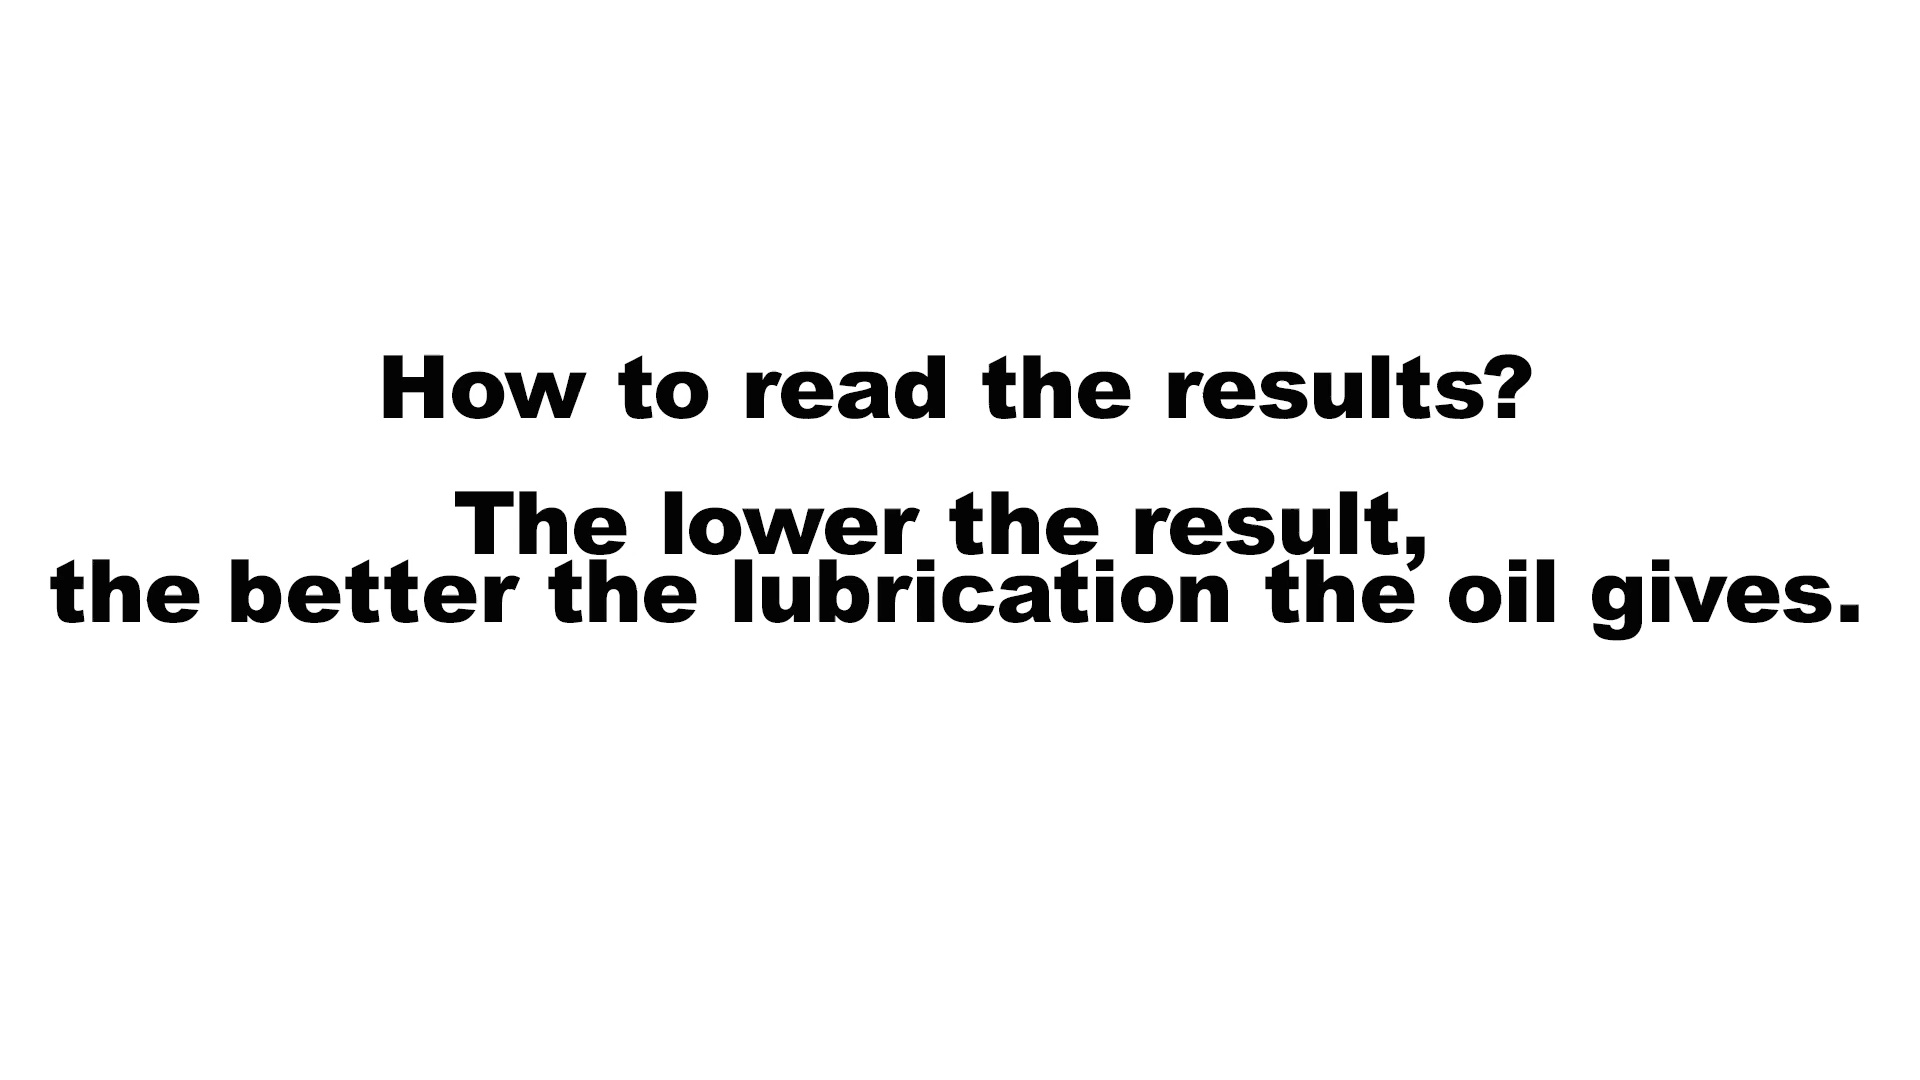 How to read the results?
The lower the result,
the better the lubrication the oil gives.